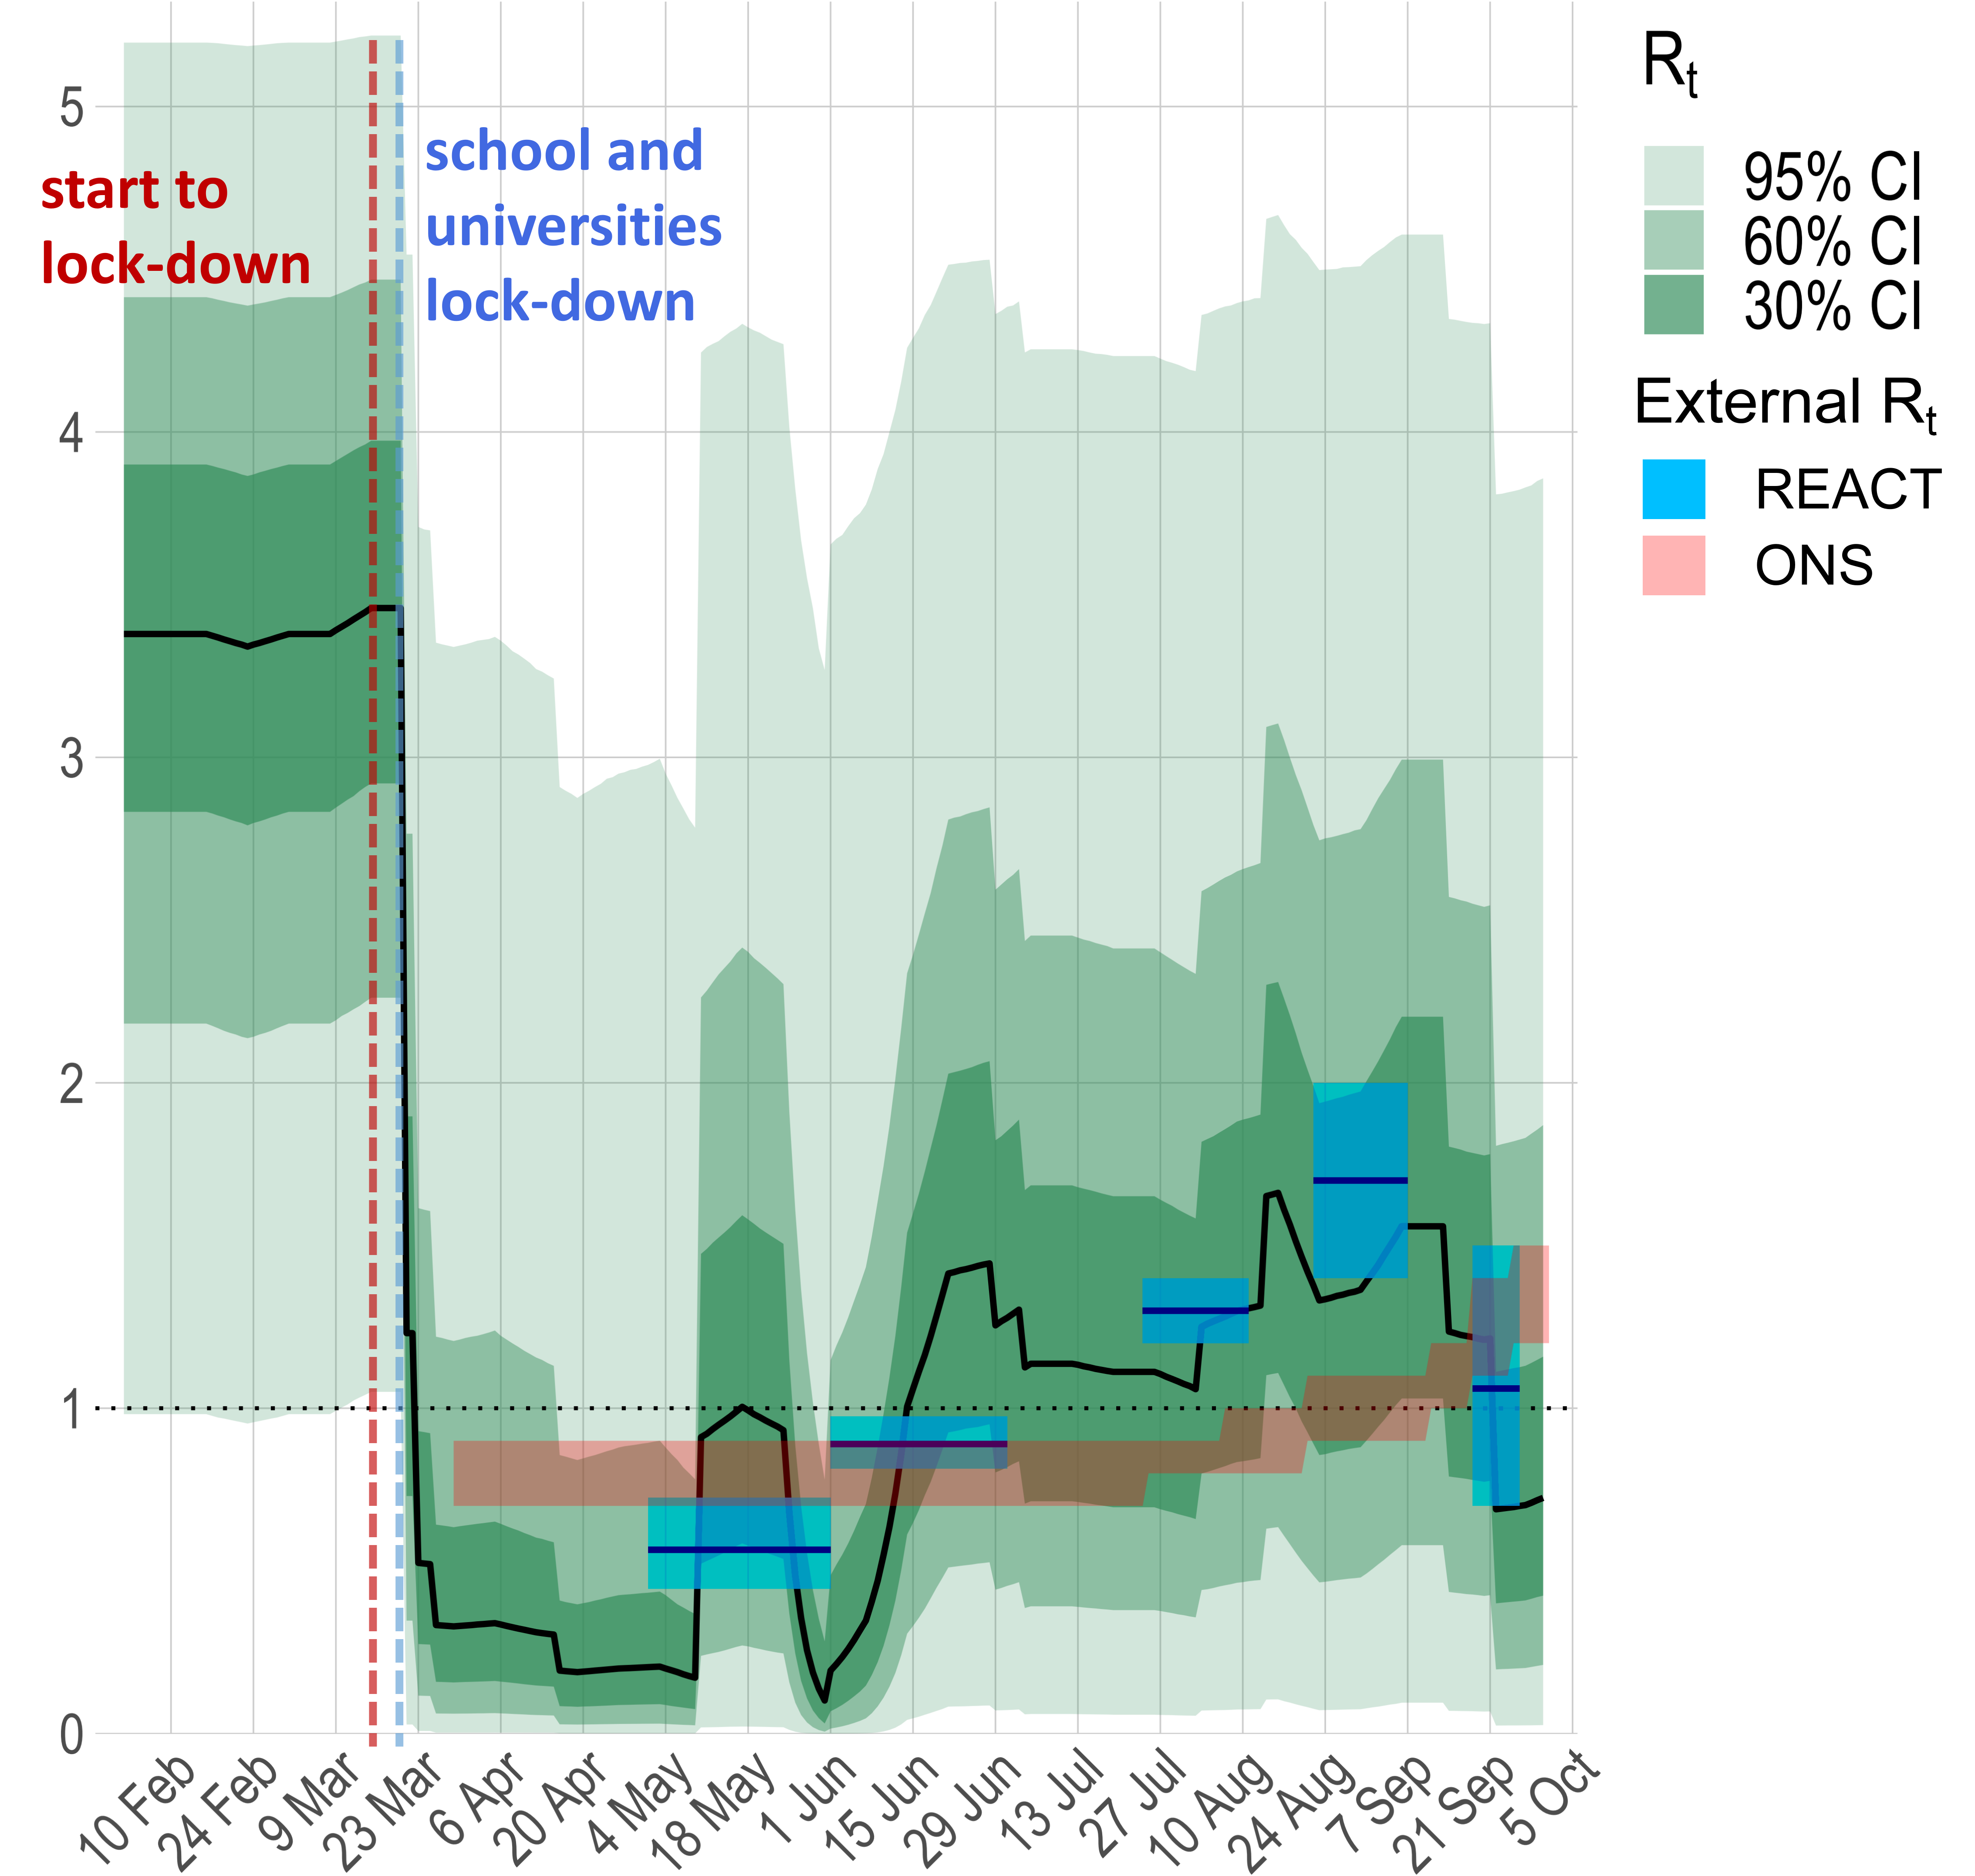 5
4
3
2
1
0
start to
lock-down
school and
universities
lock-down
10 Feb
24 Feb
9 Mar
23 Mar
6 Apr
20 Apr
4 May
18 May
1 Jun
15 Jun
29 Jun
13 Jul
27 Jul
10 Aug
24 Aug
7 Sep
21 Sep
5 Oct
Rt
95% CI
60% CI
30% CI
External Rt
REACT
ONS